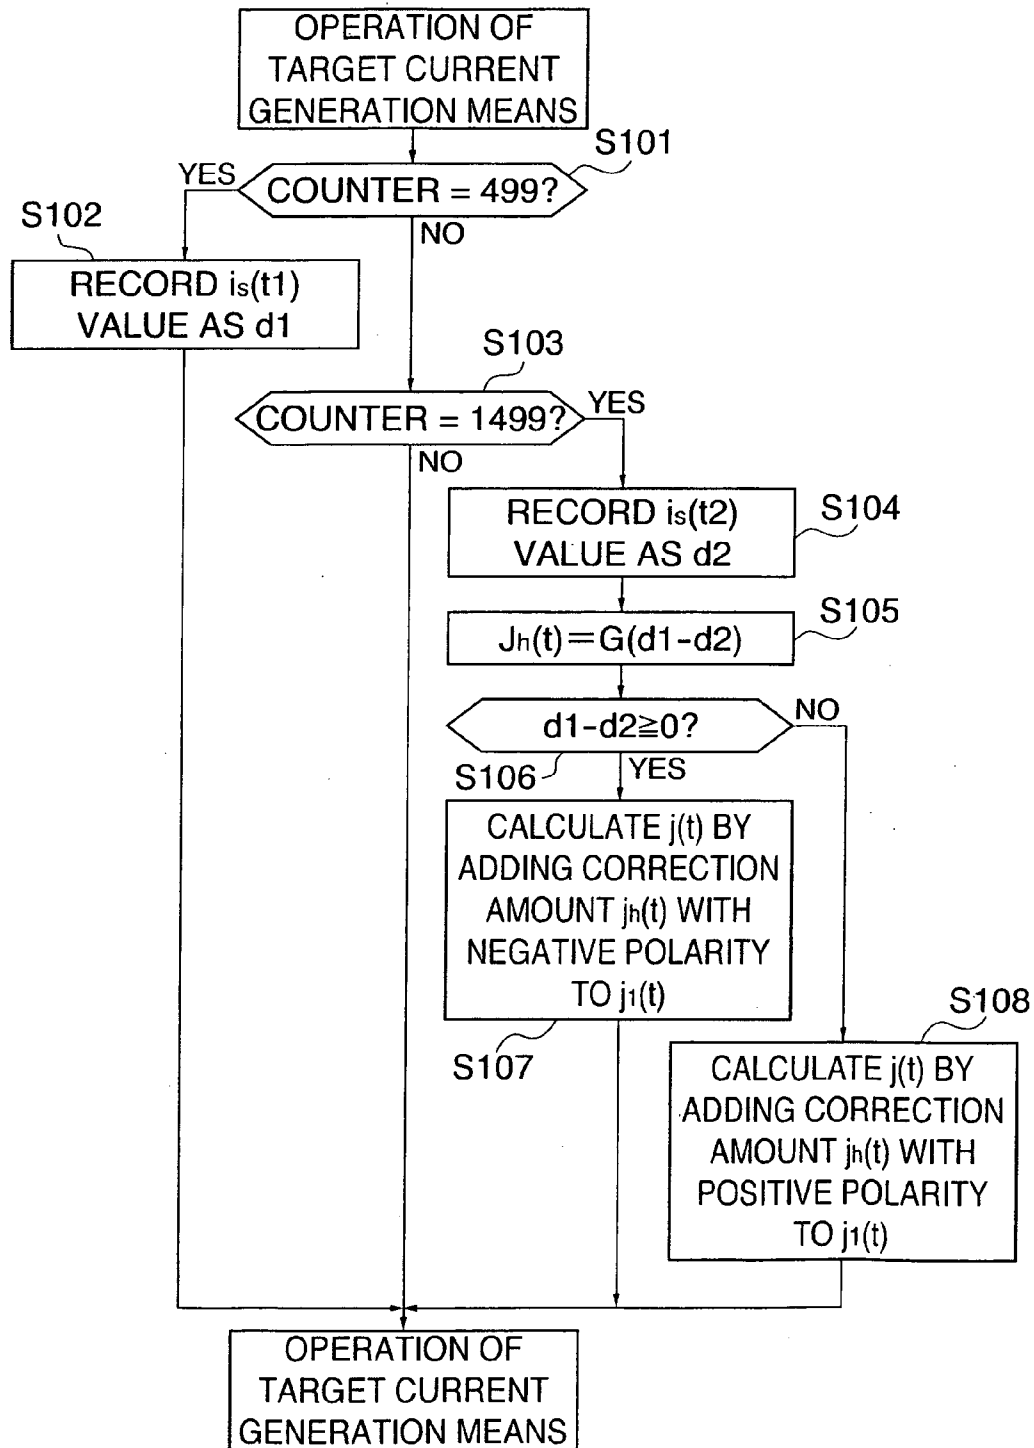 OPERATION OF
TARGET CURRENT
GENERATION MEANS
S101
YES
COUNTER = 499?
NO
S102
RECORD is(t1)
VALUE AS d1
S103
COUNTER = 1499?
YES
NO
RECORD is(t2)
VALUE AS d2
S104
Jh(t)=G(d1-d2)
S105
d1-d2≧0?
NO
S106
YES
CALCULATE j(t) BY
ADDING CORRECTION
AMOUNT jh(t) WITH
NEGATIVE POLARITY
TO j1(t)
S107
S108
CALCULATE j(t) BY
ADDING CORRECTION
AMOUNT jh(t) WITH
POSITIVE POLARITY
TO j1(t)
OPERATION OF
TARGET CURRENT
GENERATION MEANS